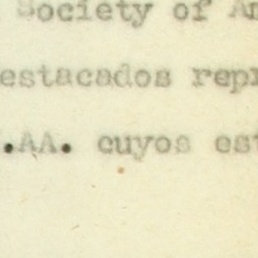 Society of An
estacados repr
.AA. cuyos est